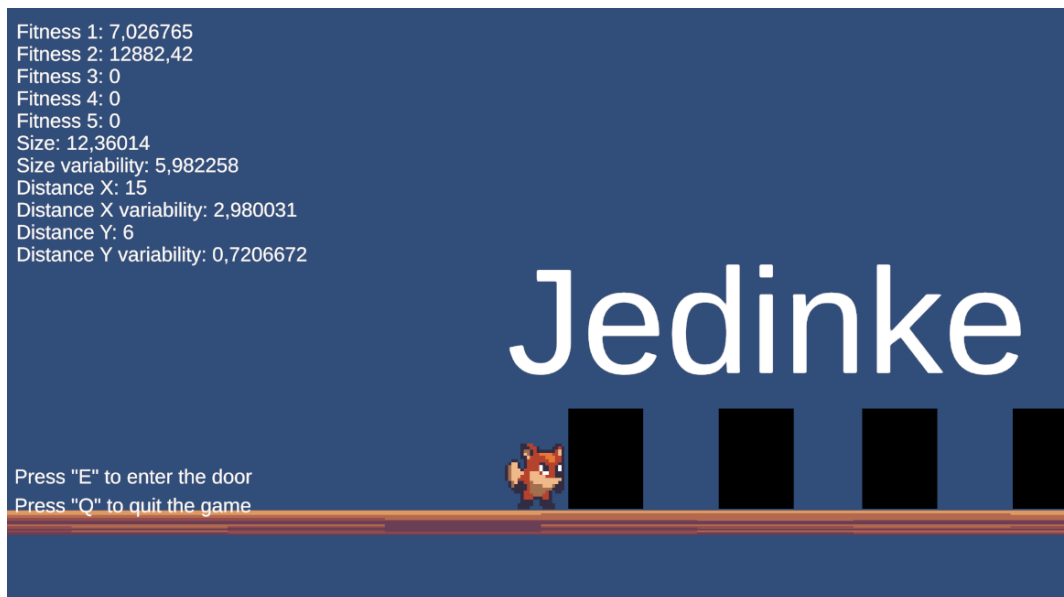 Fitness 1: 7,026765
Fitness 2: 12882,42
Fitness 3: 0
Fitness 4: 0
Fitness 5: 0
Size: 12,36014
Size variability: 5,982258
Distance X: 15
Distance X variability: 2,980031
Distance Y: 6
Distance Y variability: 0,7206672
Jedinke
Press "E" to enter the door
Press "Q" to quit the game